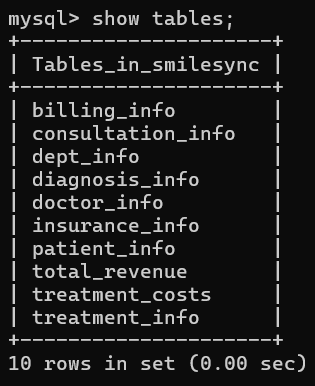 mysql> show tables;
+----------------------+
| Tables_in_smilesync |
+----------------------+
| billing_info |
| consultation_info |
| dept_info |
| diagnosis_info |
| doctor_info |
| insurance_info |
| patient_info |
| total_revenue |
| treatment_costs |
| treatment_info |
+----------------------+
10 rows in set (0.00 sec)